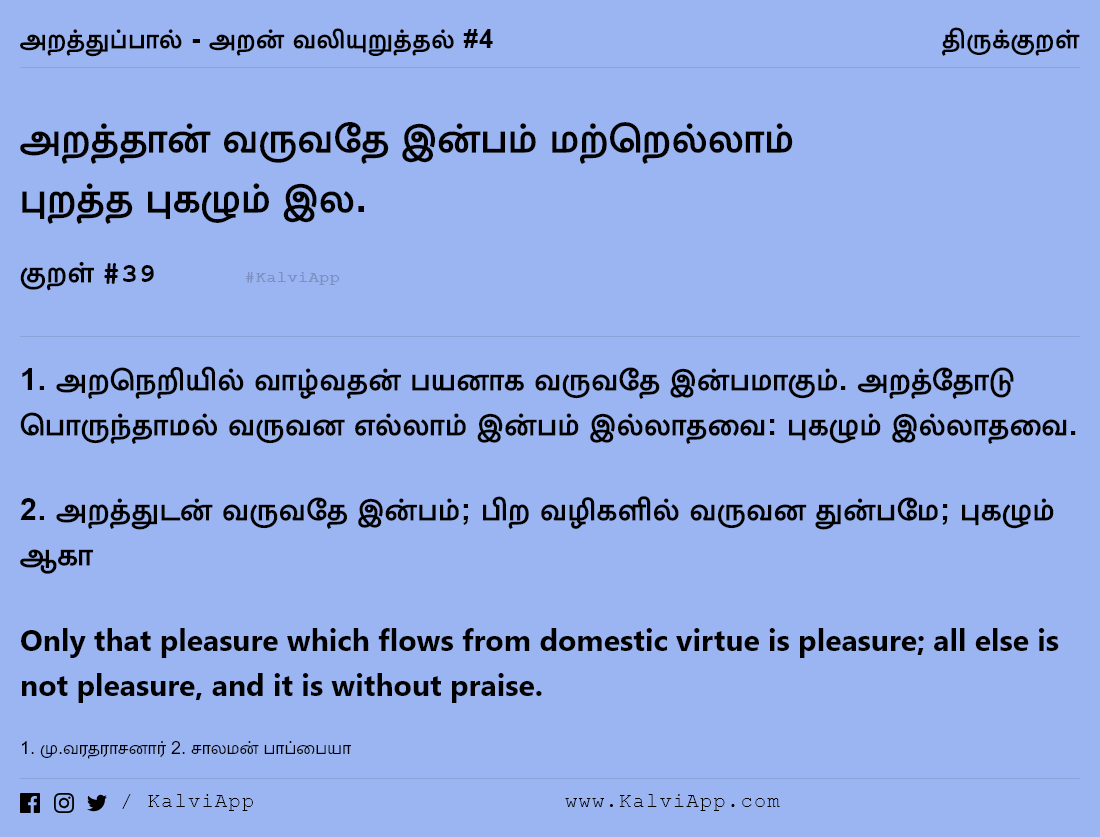 அறத்துப்பால் - அறன் வலியுறுத்தல் #4 திருக்குறள்
அறத்தான் வருவதே இன்பம் மற்றெல்லாம்
புறத்த புகழும் இல.
குறள் #39 #KalviApp
1. அறநெறியில் வாழ்வதன் பயனாக வருவதே இன்பமாகும். அறத்தோடு
பொருந்தாமல் வருவன எல்லாம் இன்பம் இல்லாதவை: புகழும் இல்லாதவை.
2. அறத்துடன் வருவதே இன்பம்; பிற வழிகளில் வருவன துன்பமே; புகழும்
ஆகா
Only that pleasure which flows from domestic virtue is pleasure; all else is
not pleasure, and it is without praise.
1. மு.வரதராசனார் 2. சாலமன் பாப்பையா
/ KalviApp www.KalviApp.com